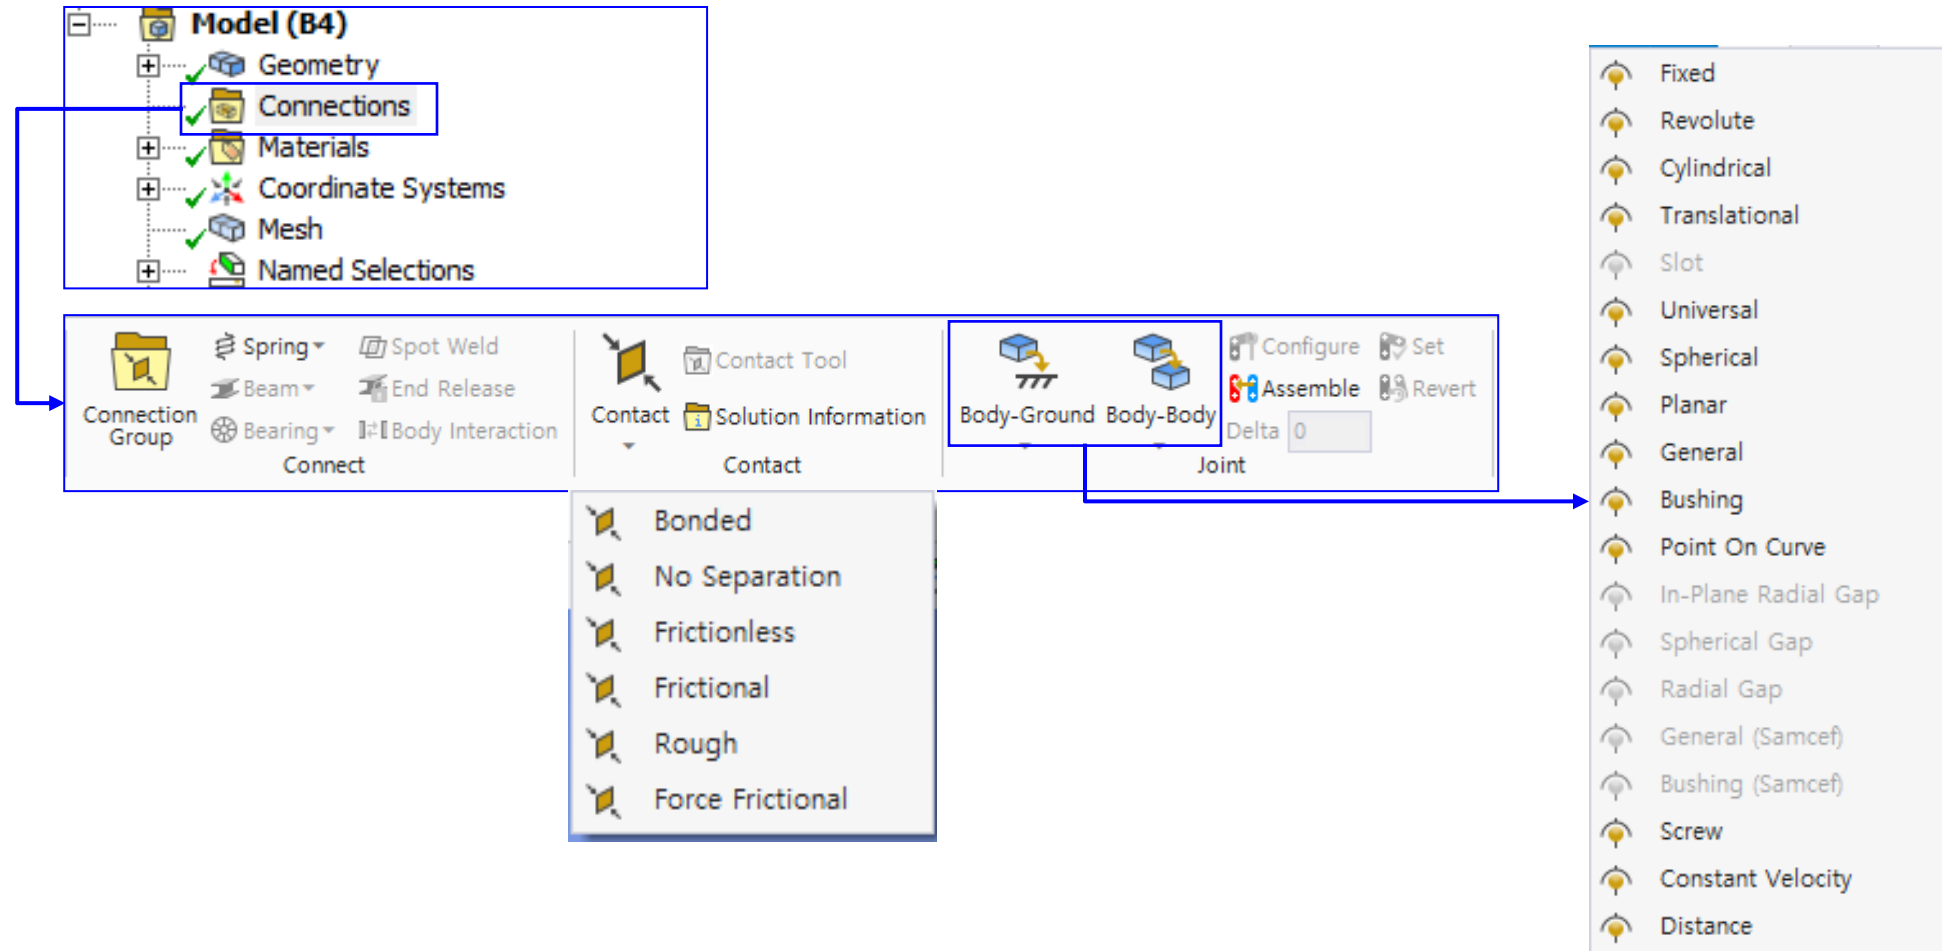 Model (B4)
Geometry
Connections
Materials
Coordinate Systems
Mesh
Named Selections
Connection
Group
Spring
Beam
Bearing
Spot Weld
End Release
Body Interaction
Connect
Contact
Contact Tool
Solution Information
Contact
Body-Ground
Body-Body
Configure
Assemble
Delta 0
Set
Revert
Joint
Bonded
No Separation
Frictionless
Frictional
Rough
Force Frictional
Fixed
Revolute
Cylindrical
Translational
Slot
Universal
Spherical
Planar
General
Bushing
Point On Curve
In-Plane Radial Gap
Spherical Gap
Radial Gap
General (Samcef)
Bushing (Samcef)
Screw
Constant Velocity
Distance